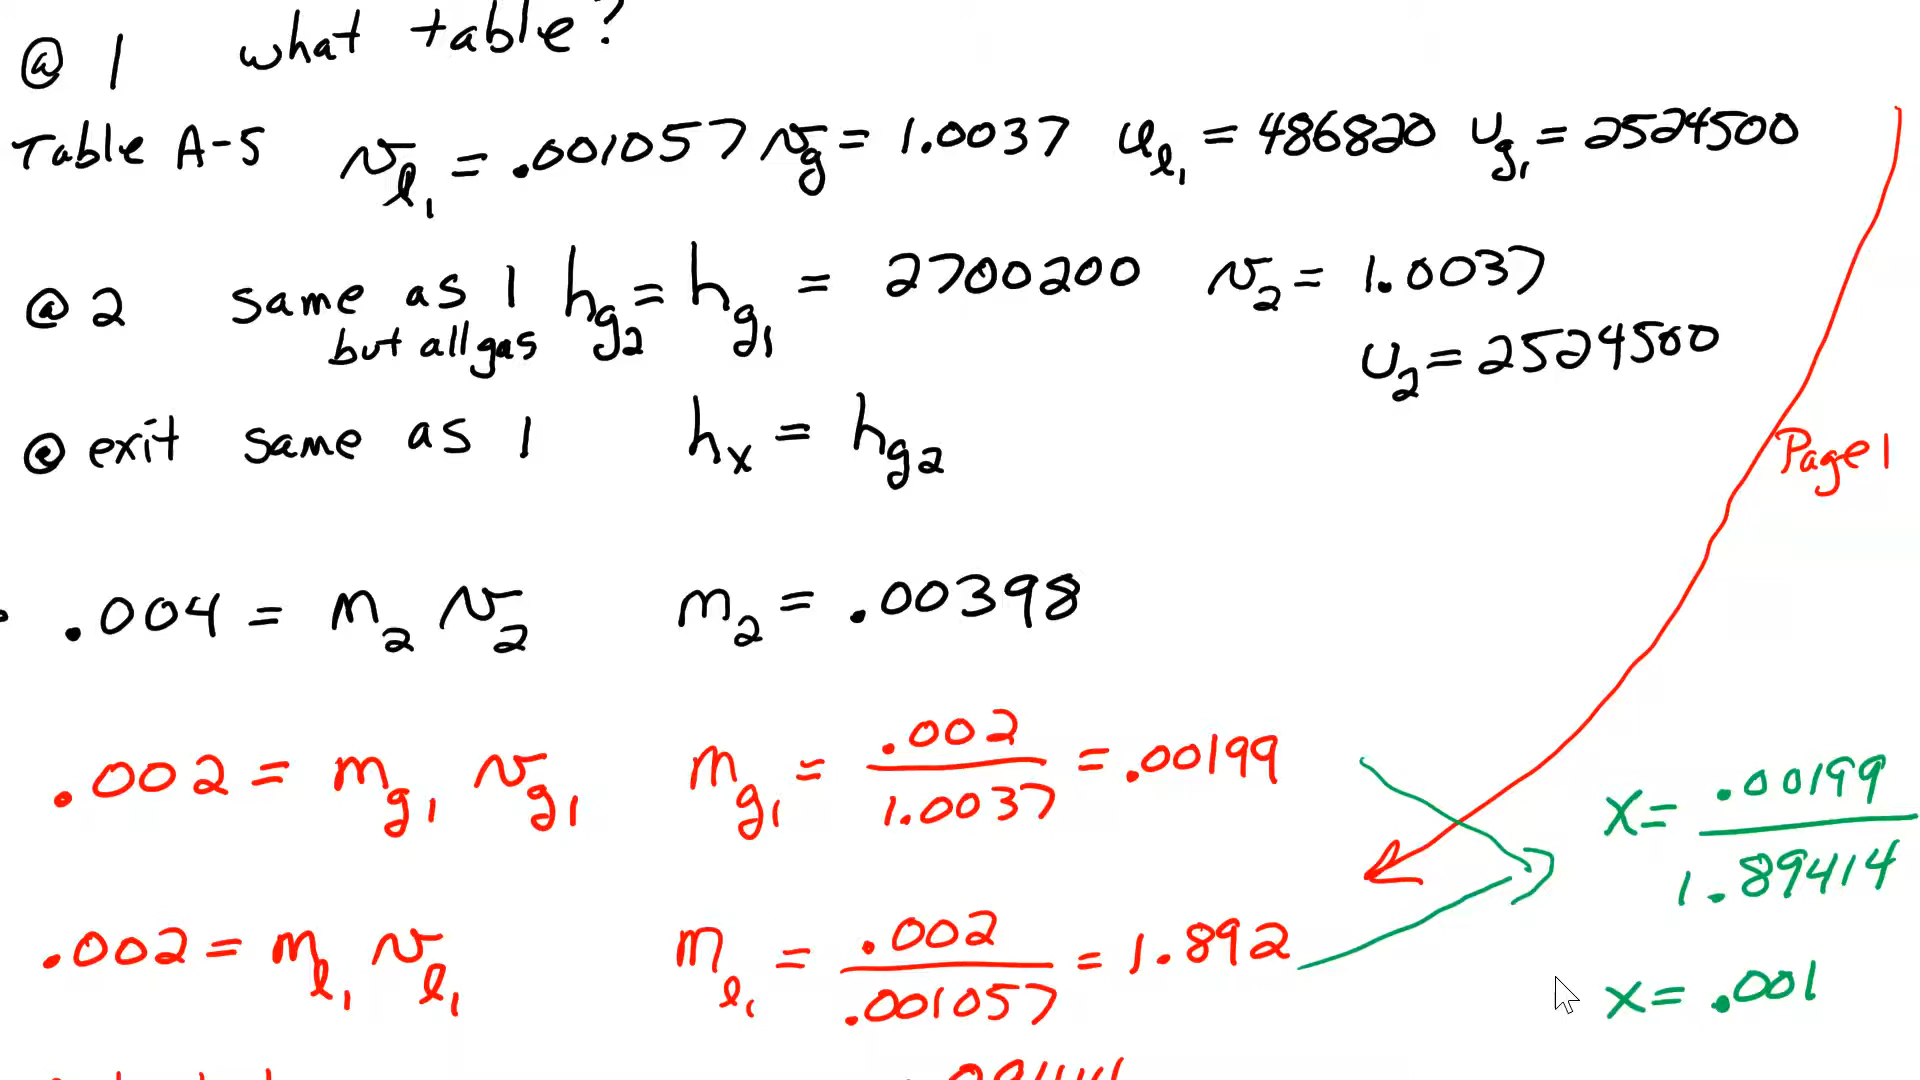 @ 1 what table?
Table A-5 v_l1 = .001057 v_g = 1.0037 u_l1 = 486820 u_g1 = 2524500
@ 2 same as 1 h_g2 = h_g1 = 2700200 v_2 = 1.0037
but all gas u_2 = 2524500
@ exit same as 1 h_x = h_g2
Page 1
.004 = m_2 v_2 m_2 = .00398
.002 = m_g1 v_g1 m_g1 = .002 / 1.0037 = .00199
x = .00199 / 1.89414
.002 = m_l1 v_l1 m_l1 = .002 / .001057 = 1.892
x = .001